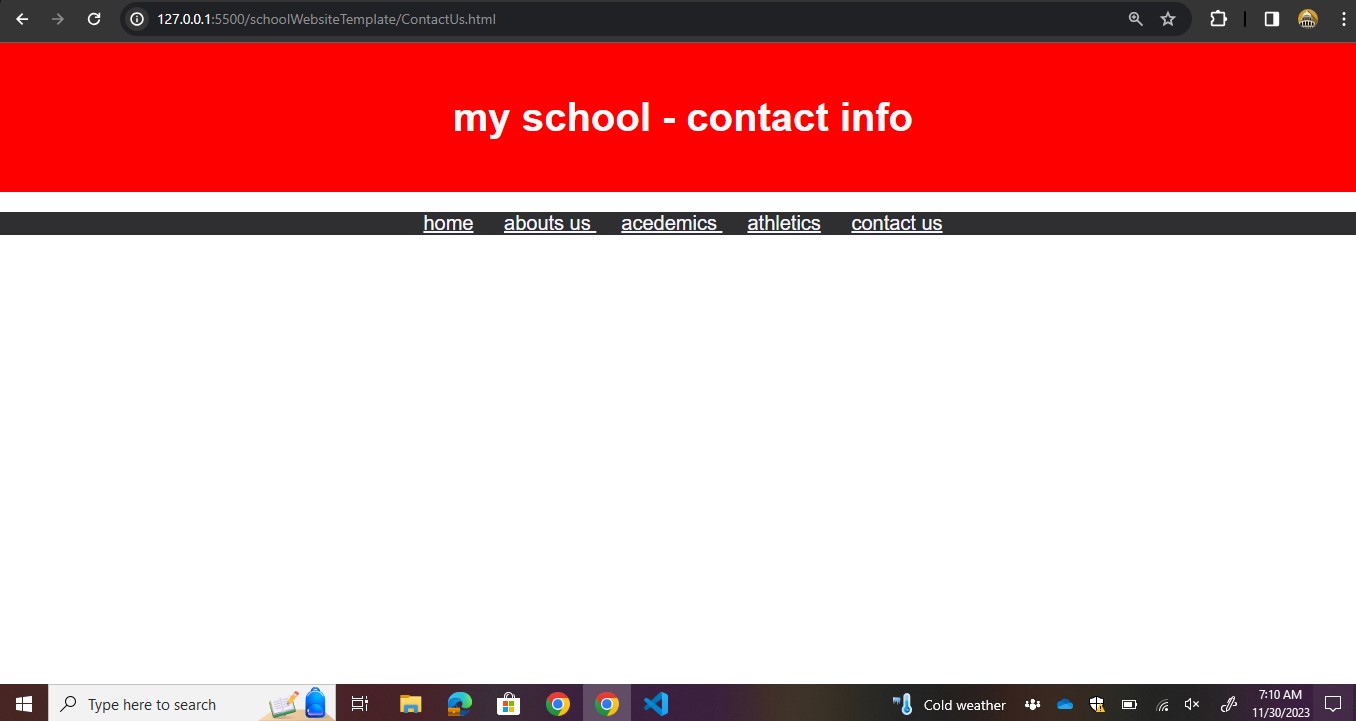 127.0.0.1:5500/schoolWebsiteTemplate/ContactUs.html
my school - contact info
home abouts us acedemics athletics contact us
Type here to search Cold weather 7:10 AM
11/30/2023